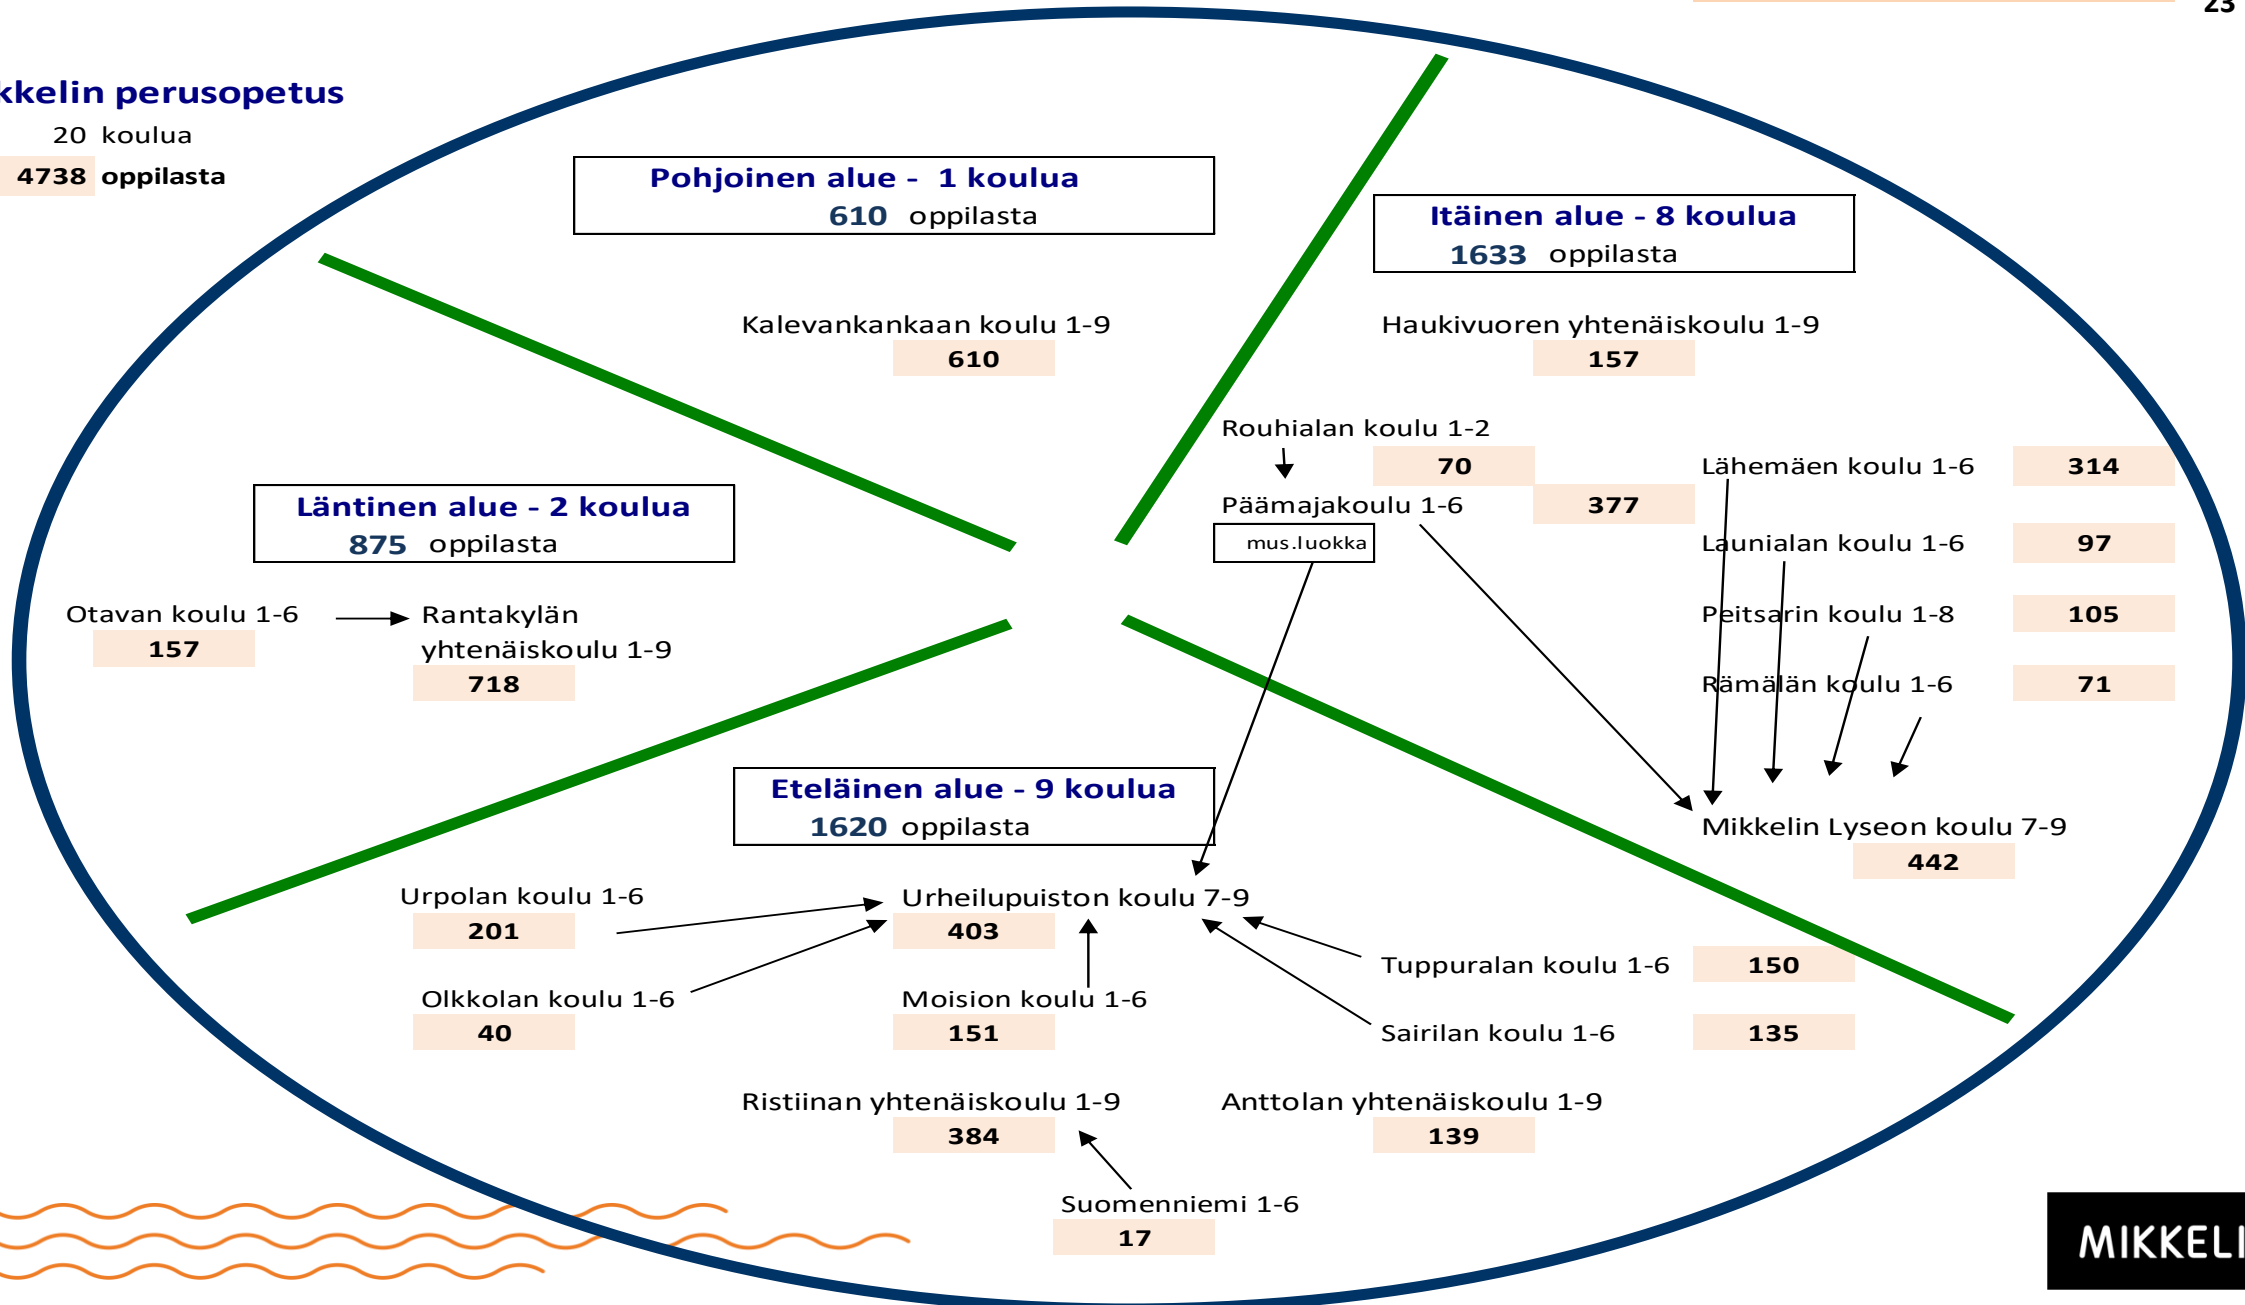 23
kkelin perusopetus
20 koulua
4738 oppilasta
Pohjoinen alue - 1 koulua
610 oppilasta
Itäinen alue - 8 koulua
1633 oppilasta
Kalevankankaan koulu 1-9
610
Haukivuoren yhtenäiskoulu 1-9
157
Rouhialan koulu 1-2
70
Päämajakoulu 1-6
377
mus.luokka
Lähemäen koulu 1-6 314
Launialan koulu 1-6 97
Peitsarin koulu 1-8 105
Rämälän koulu 1-6 71
Mikkelin Lyseon koulu 7-9
442
Läntinen alue - 2 koulua
875 oppilasta
Otavan koulu 1-6
157
Rantakylän
yhtenäiskoulu 1-9
718
Eteläinen alue - 9 koulua
1620 oppilasta
Urpolan koulu 1-6
201
Urheilupuiston koulu 7-9
403
Tuppuralan koulu 1-6 150
Olkkolan koulu 1-6
40
Moision koulu 1-6
151
Sairilan koulu 1-6 135
Ristiinan yhtenäiskoulu 1-9
384
Anttolan yhtenäiskoulu 1-9
139
Suomenniemi 1-6
17
MIKKELI